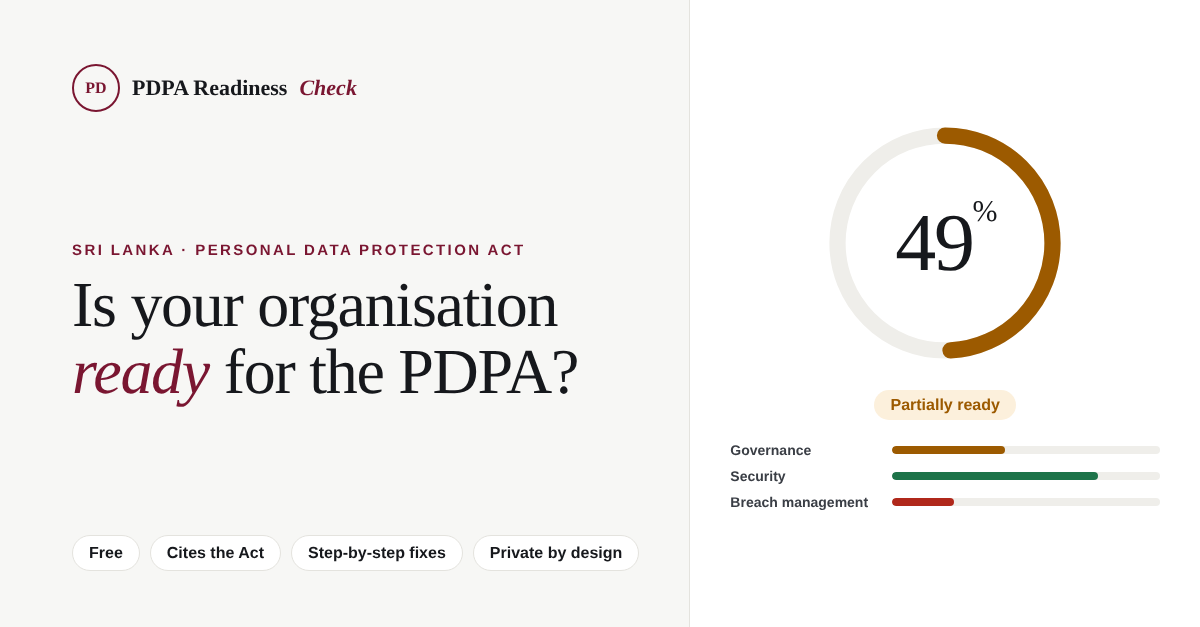 PD
PDPA Readiness Check
SRI LANKA · PERSONAL DATA PROTECTION ACT
Is your organisation
ready for the PDPA?
Free
Cites the Act
Step-by-step fixes
Private by design
49%
Partially ready
Governance
Security
Breach management